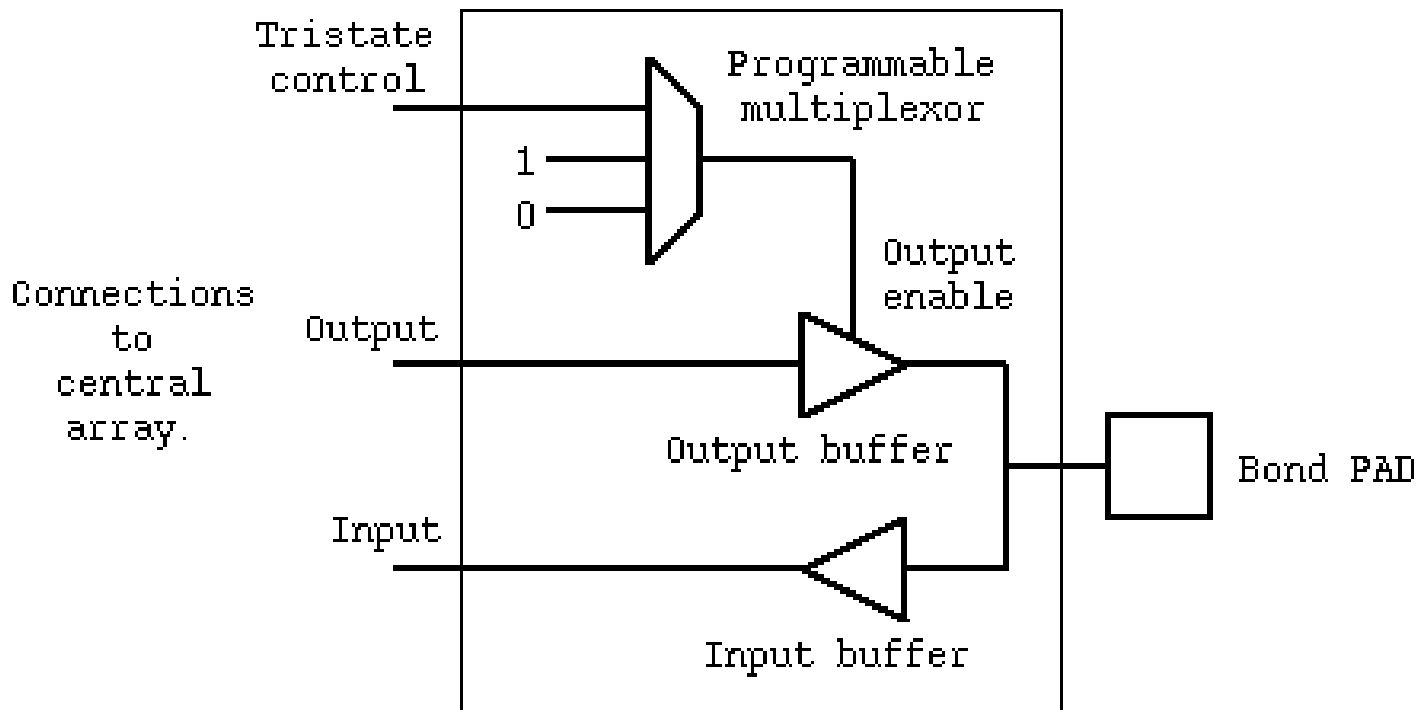 Tristate
control
Programmable
multiplexor
1
0
Output
enable
Connections
to
central
array.
Output
Output buffer
Bond PAD
Input
Input buffer